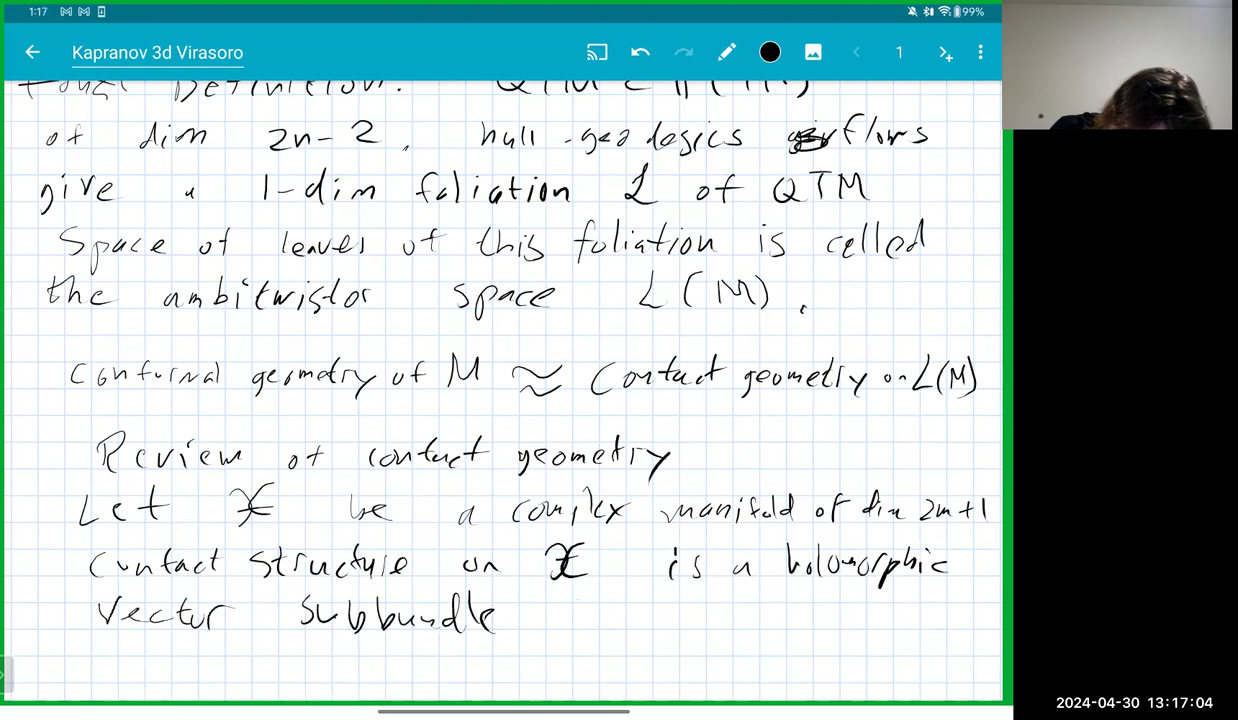 1:17
99%
Kapranov 3d Virasoro
1
of dim 2n-2. null-geodesics flows
give a 1-dim foliation L of QTM
Space of leaves of this foliation is called
the ambitwistor space L(M).
Conformal geometry of M ≈ Contact geometry on L(M)
Review of contact geometry
Let X be a complex manifold of dim 2m+1
Contact structure on X is a holomorphic
vector subbundle
2024-04-30 13:17:04